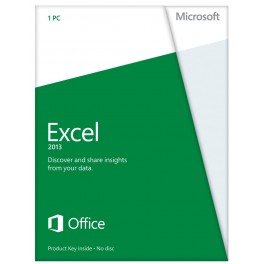 1 PC
Microsoft
Excel
2013
Discover and share insights
from your data.
Office
Product Key inside • No disc